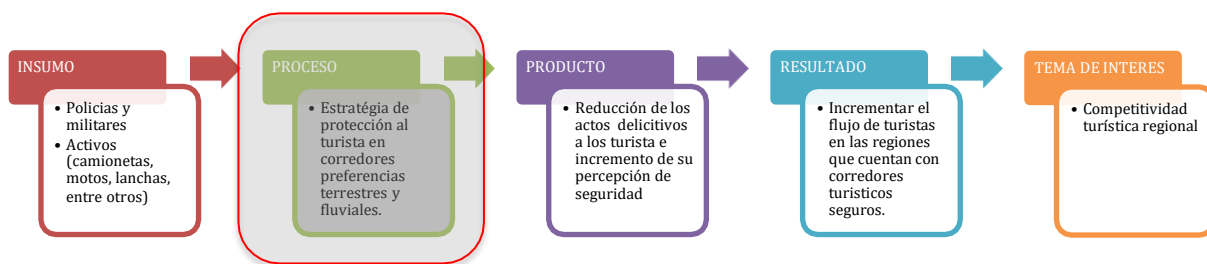 INSUMO
• Policias y
militares
• Activos
(camionetas,
motos, lanchas,
entre otros)
PROCESO
• Estratégia de
protección al
turista en
corredores
preferencias
terrestres y
fluviales.
PRODUCTO
• Reducción de los
actos delicitivos
a los turista e
incremento de su
percepción de
seguridad
RESULTADO
• Incrementar el
flujo de turistas
en las regiones
que cuentan con
corredores
turisticos
seguros.
TEMA DE INTERES
• Competitividad
turística regional